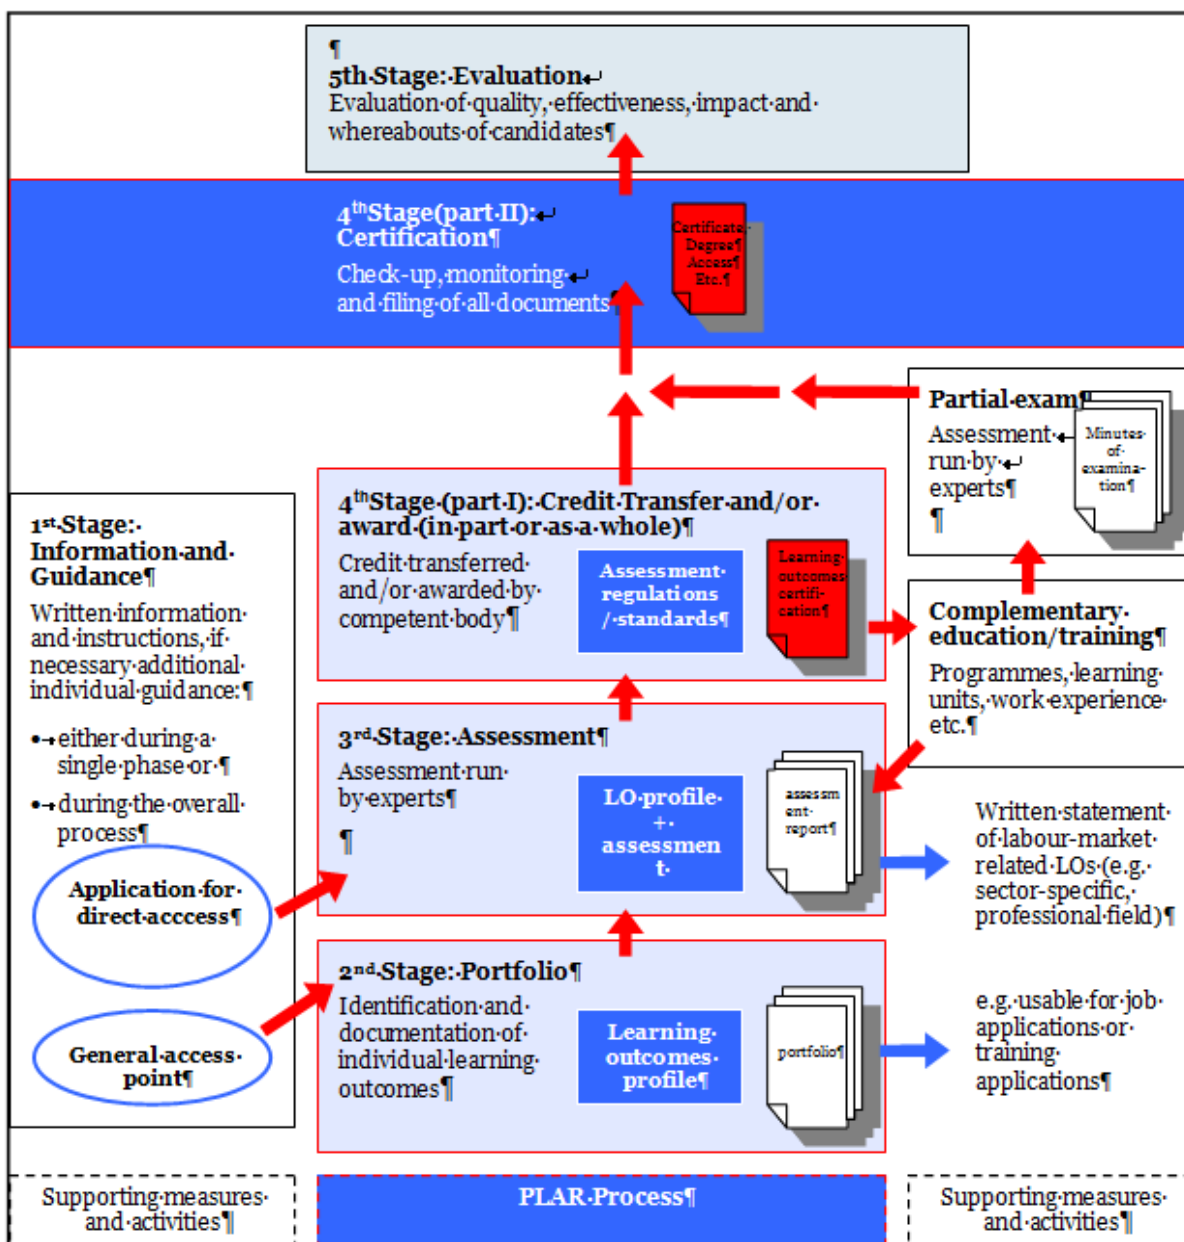 ¶
5th·Stage:·Evaluation↵
Evaluation·of·quality,·effectiveness,·impact·and·
whereabouts·of·candidates¶
4thStage(part·II):↵
Certification¶
Check-up,·monitoring·↵
and·filing·of·all·documents¶
Certificate,·
Degree¶
Access¶
Etc.¶
Partial·exam¶
Assessment·↵
run·by·↵
experts¶
¶
Minutes·
of·
examina-
tion¶
1st·Stage:·
Information·and·
Guidance¶
Written·information·
and·instructions,·if·
necessary·additional·
individual·guidance:¶
•→either·during·a·
single·phase·or·¶
•→during·the·overall·
process¶
Application·for·
direct·acccess¶
General·access·
point¶
4thStage·(part·I):·Credit·Transfer·and/or·
award·(in·part·or·as·a·whole)¶
Credit·transferred·
and/or·awarded·by·
competent·body¶
Assessment·
regulations·
/·standards¶
Learning·
outcomes·
certifi-
cation¶
Complementary·
education/training¶
Programmes,·learning·
units,·work·experience·
etc.¶
3rd·Stage:·Assessment¶
Assessment·run·
by·experts¶
¶
LO·profile·
+·
assessmen
t·
assessm
ent·
report¶
Written·statement·
of·labour-market·
related·LOs·(e.g.·
sector-specific,·
professional·field)¶
2nd·Stage:·Portfolio¶
Identification·and·
documentation·of·
individual·learning·
outcomes¶
Learning·
outcomes·
profile¶
portfolio¶
e.g.·usable·for·job·
applications·or·
training·
applications¶
Supporting·measures·
and·activities¶
PLAR·Process¶
Supporting·measures·
and·activities¶